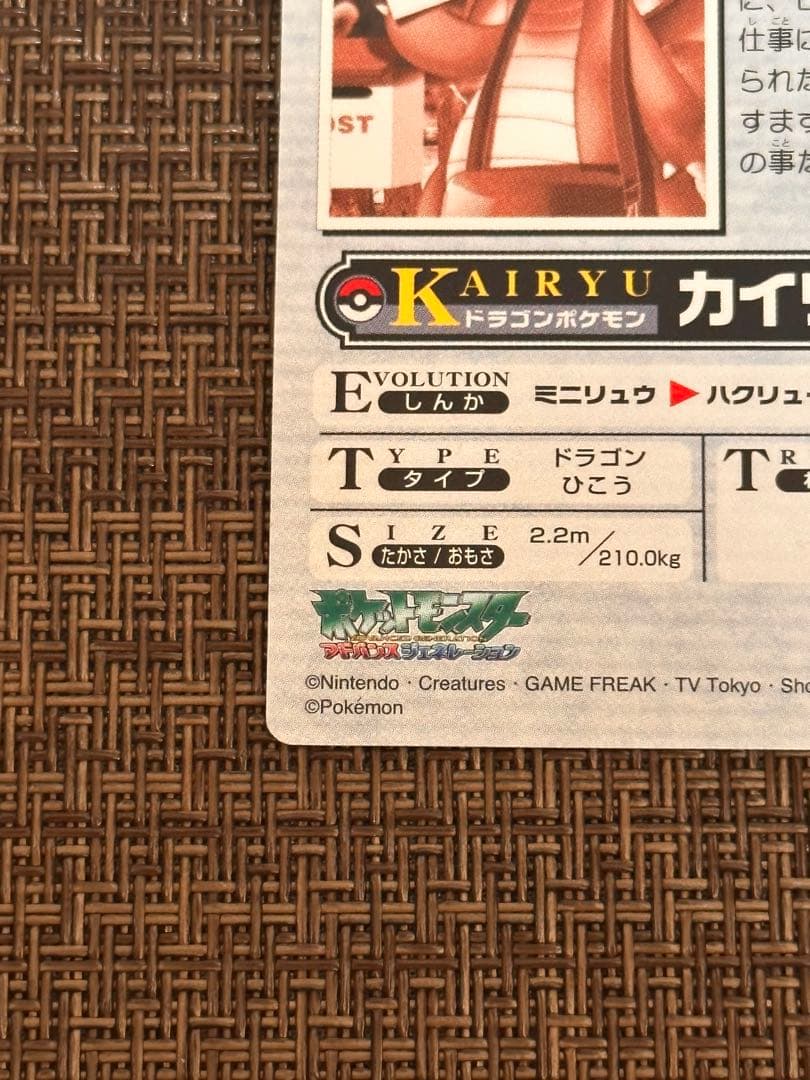 仕事は
られた
すます
の事だ
OST
KAIRYU
ドラゴンポケモン
カイ
EVOLUTION
しんか
ミニリュウ ▶ ハクリュー
TYPE
タイプ
ドラゴン
ひこう
TR
SIZE
たかさ / おもさ
2.2m/210.0kg
ポケットモンスター
アドバンスジェネレーション
©Nintendo · Creatures · GAME FREAK · TV Tokyo · Sho
©Pokémon